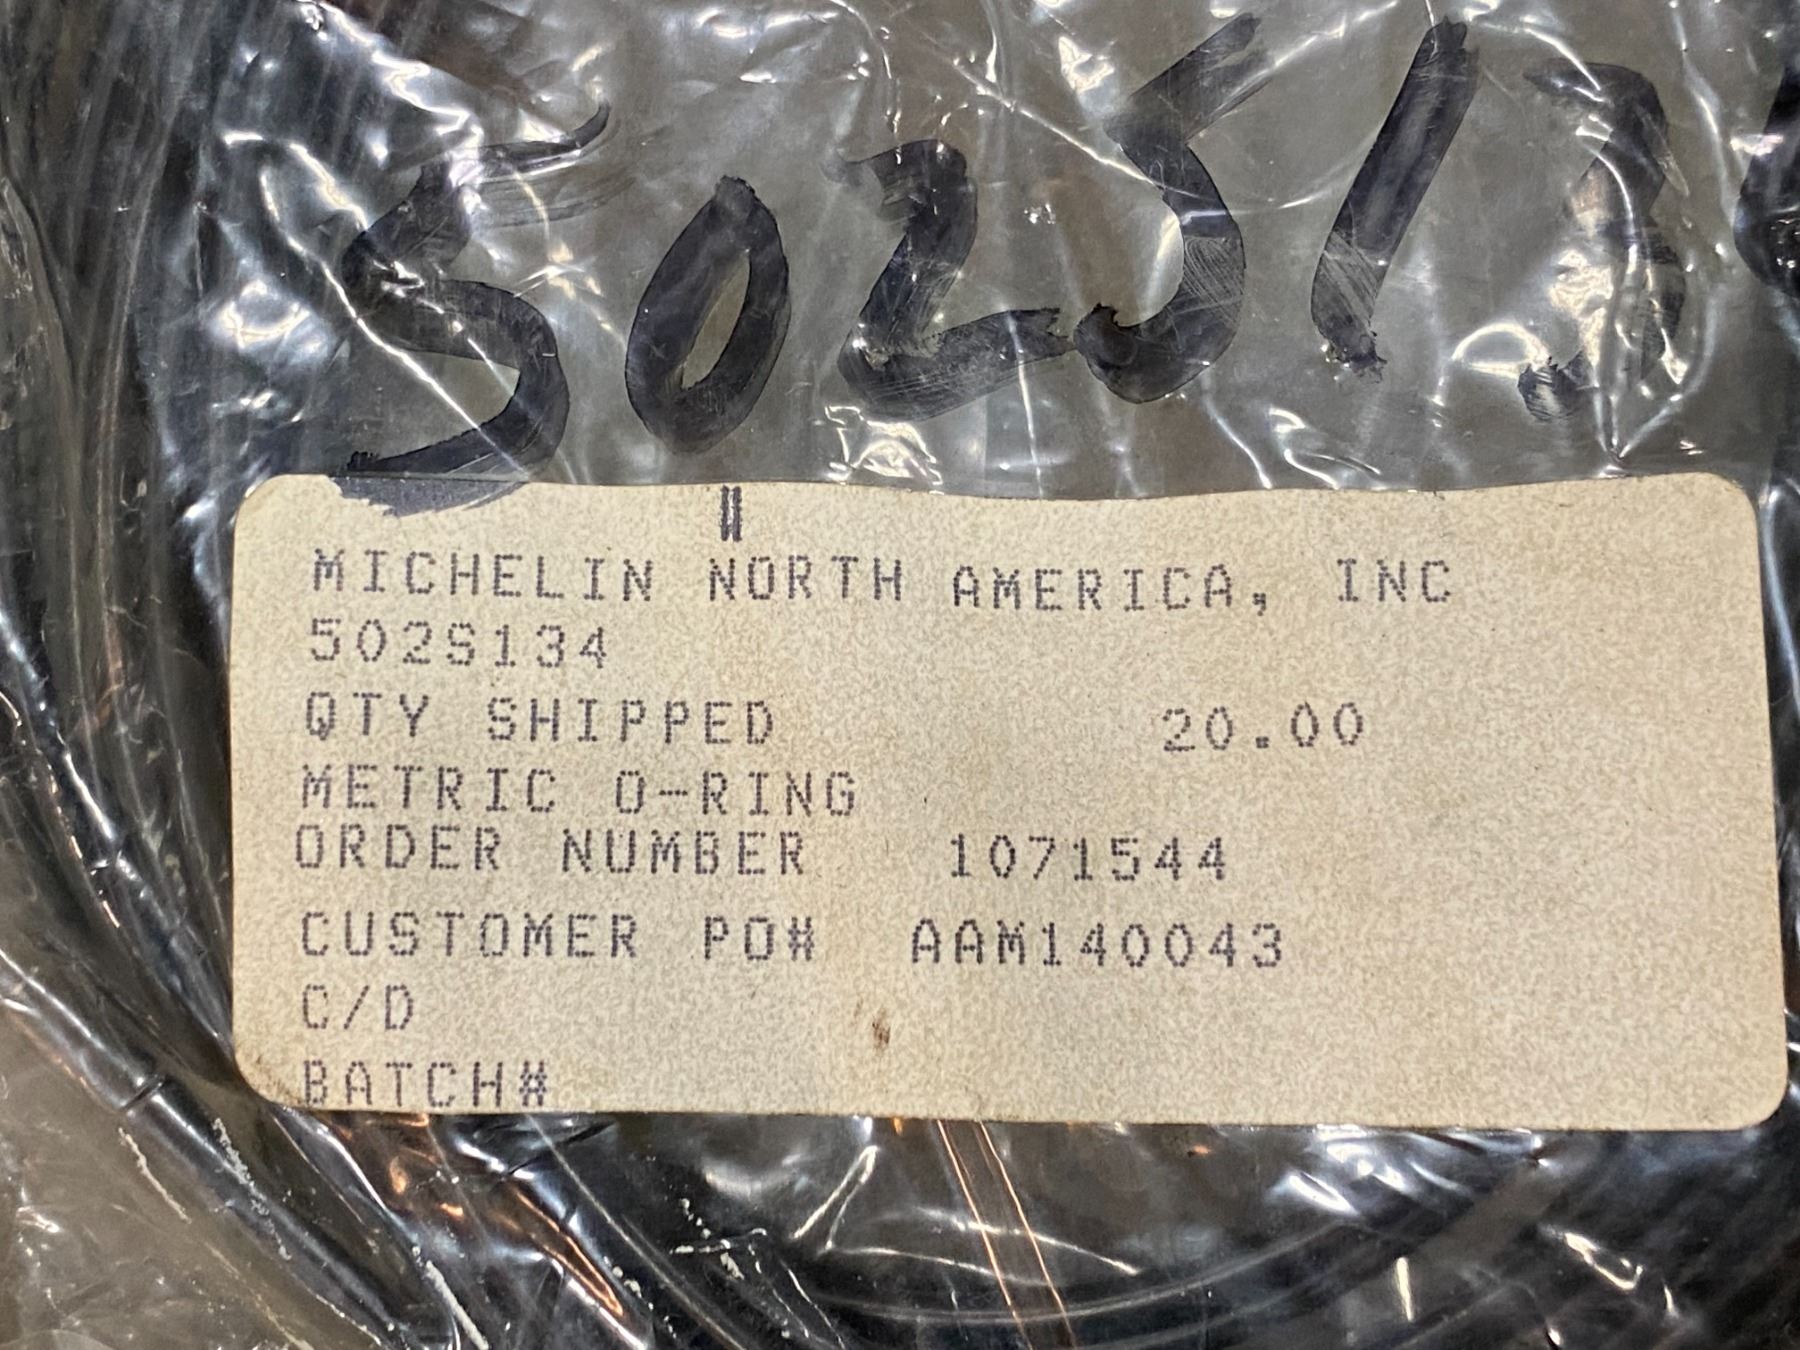 502S13
MICHELIN NORTH AMERICA, INC
502S134
QTY SHIPPED 20.00
METRIC O-RING
ORDER NUMBER 1071544
CUSTOMER PO# AAM140043
C/D
BATCH#